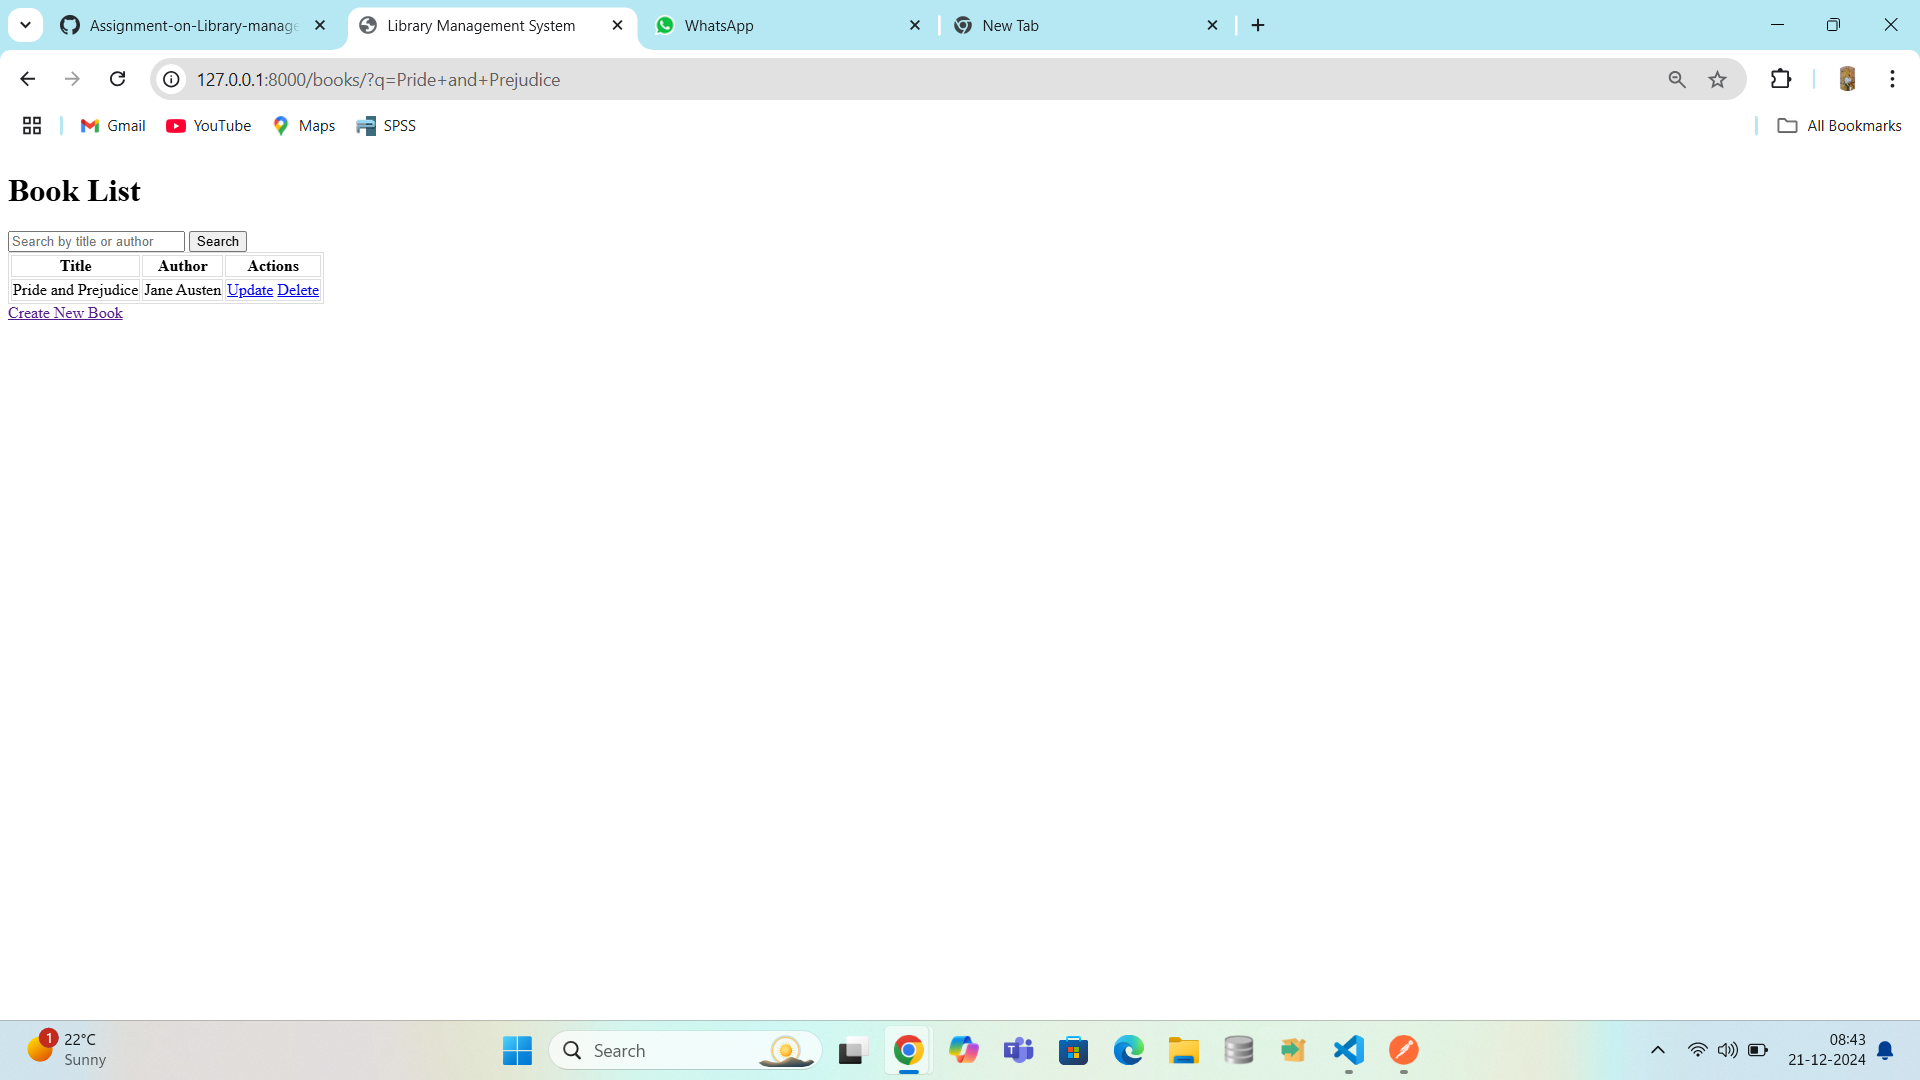 Assignment-on-Library-manage
Library Management System
WhatsApp
New Tab
127.0.0.1:8000/books/?q=Pride+and+Prejudice
Gmail
YouTube
Maps
SPSS
All Bookmarks
Book List
Search by title or author
Search
Title Author Actions
Pride and Prejudice Jane Austen Update Delete
Create New Book
1
22°C
Sunny
Search
08:43
21-12-2024